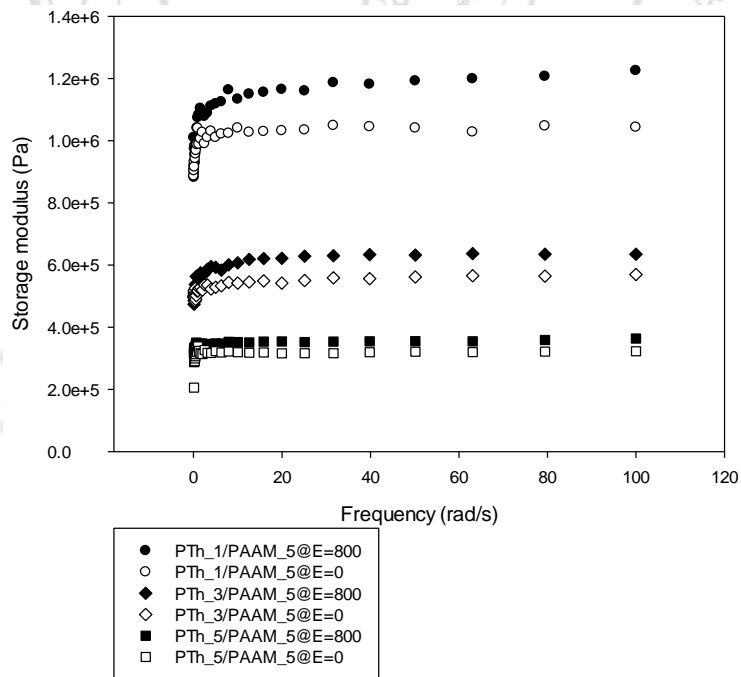 1.4e+6
1.2e+6
1.0e+6
8.0e+5
6.0e+5
4.0e+5
2.0e+5
0.0
Storage modulus (Pa)
0 20 40 60 80 100 120
Frequency (rad/s)
PTh_1/PAAM_5@E=800
PTh_1/PAAM_5@E=0
PTh_3/PAAM_5@E=800
PTh_3/PAAM_5@E=0
PTh_5/PAAM_5@E=800
PTh_5/PAAM_5@E=0